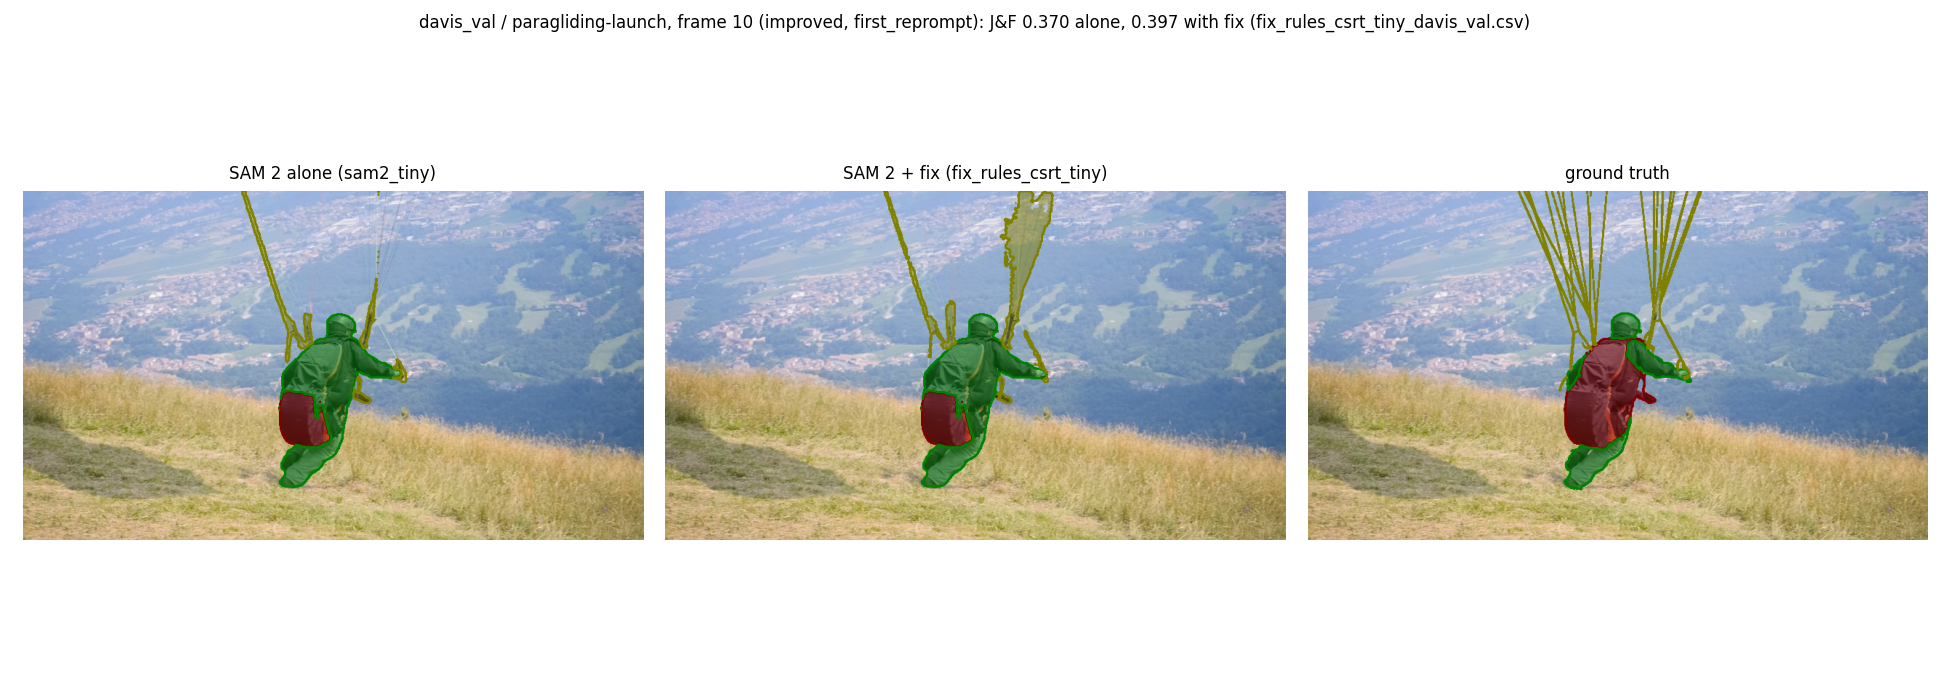 davis_val / paragliding-launch, frame 10 (improved, first_reprompt): J&F 0.370 alone, 0.397 with fix (fix_rules_csrt_tiny_davis_val.csv)
SAM 2 alone (sam2_tiny)
SAM 2 + fix (fix_rules_csrt_tiny)
ground truth